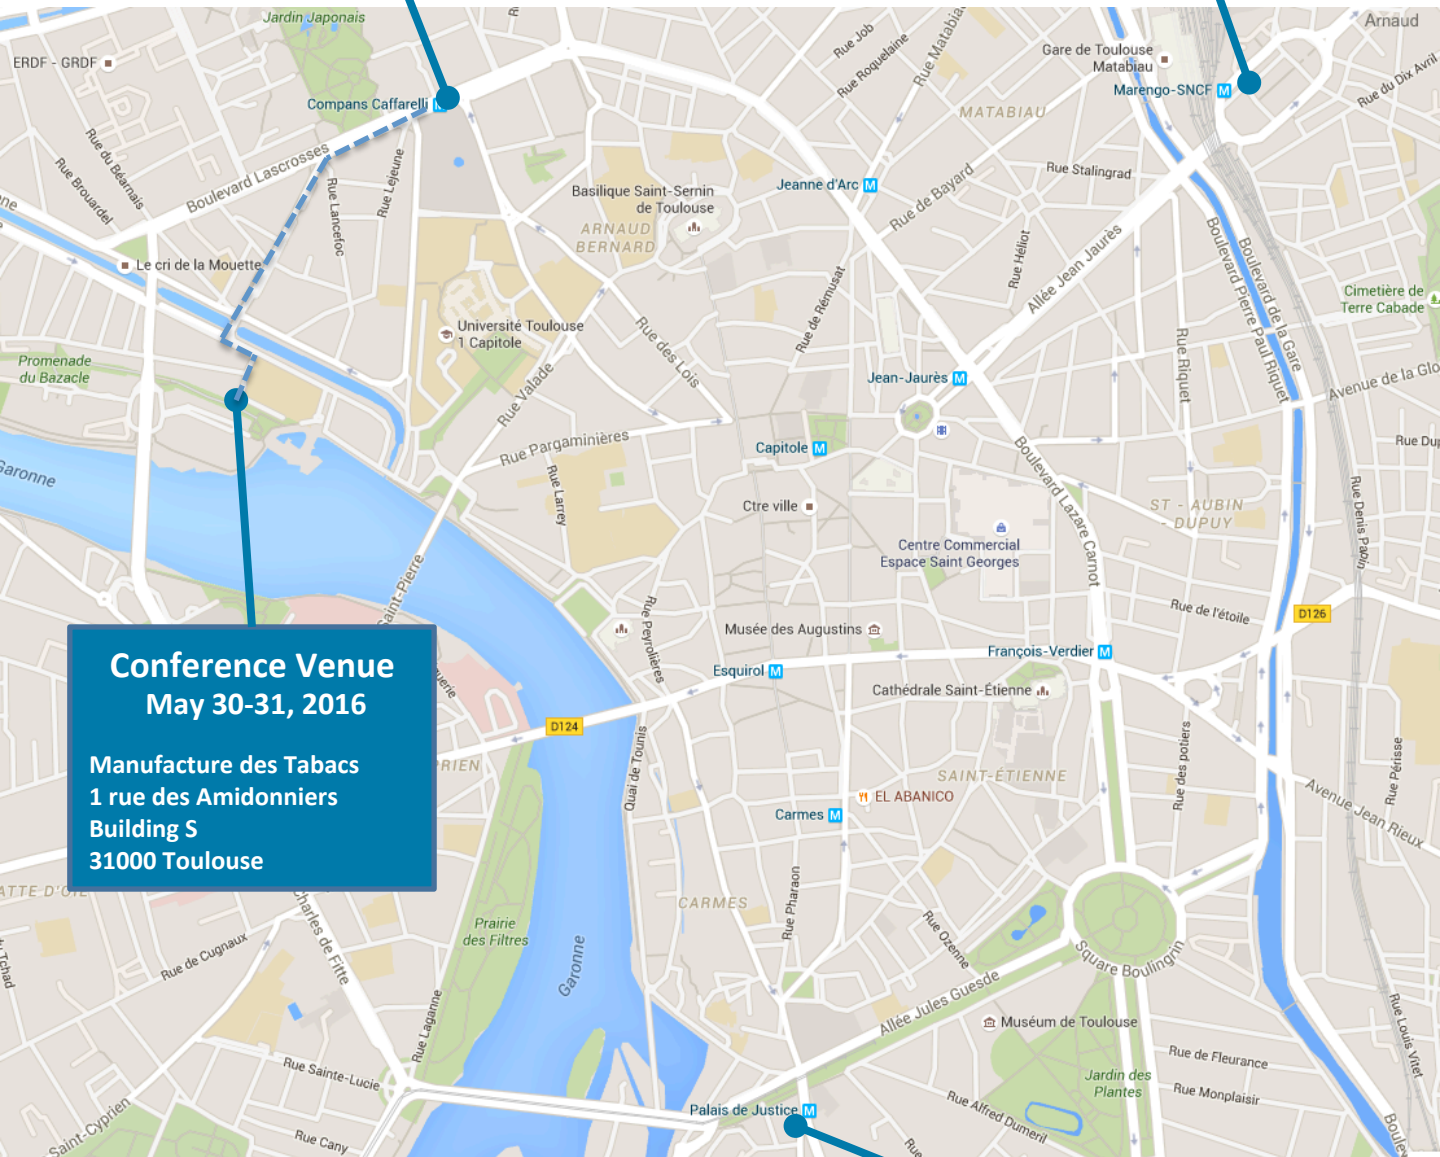 Jardin Japonais
ERDF - GRDF
Compans Caffarelli
Boulevard Lascrosses
Rue du Béarnais
Rue Brouardel
Rue Lancefoc
Rue Lejeune
Le cri de la Mouette
Promenade
du Bazacle
Garonne
Université Toulouse
1 Capitole
Basilique Saint-Sernin
de Toulouse
ARNAUD
BERNARD
Rue Job
Rue Roquelaine
Rue Matabia
Gare de Toulouse
Matabiau
Marengo-SNCF
Arnaud
Rue du Dix Avril
MATABIAU
Jeanne d'Arc
Rue de Bayard
Rue Stalingrad
Rue Héliot
Allée Jean Jaurès
Boulevard de la Gare
Boulevard Pierre Paul Riquet
Cimetière de
Terre Cabade
Rue de Rémusat
Rue des Lois
Rue Valade
Rue Pargaminières
Rue Larrey
Jean-Jaurès
Capitole
Rue Riquet
Avenue de la Glo
Rue Dup
Ctre ville
Boulevard Lazare Carnot
ST - AUBIN
- DUPUY
Rue Denis Papin
Centre Commercial
Espace Saint Georges
Saint-Pierre
Rue Peyrolières
Musée des Augustins
Rue de l'étoile
D126
François-Verdier
Esquirol
Cathédrale Saint-Étienne
D124
Conference Venue
May 30-31, 2016
Manufacture des Tabacs
1 rue des Amidonniers
Building S
31000 Toulouse
guerie
RIEN
Quai de Tounis
SAINT-ÉTIENNE
EL ABANICO
Carmes
Rue des potiers
Rue Périsse
Avenue Jean Rieux
ATTE D'OIE
Charles de Fitte
Rue de Cugnaux
u Tchad
Prairie
des Filtres
Garonne
CARMES
Rue Pharaon
Rue Ozenne
Square Boulingrin
Allée Jules Guesde
Muséum de Toulouse
Rue Laganne
Rue Sainte-Lucie
Saint-Cyprien
Rue Cany
Palais de Justice
Rue Alfred Dumeril
Jardin des
Plantes
Rue de Fleurance
Rue Monplaisir
Rue Louis Vitet
Boulev
Rue